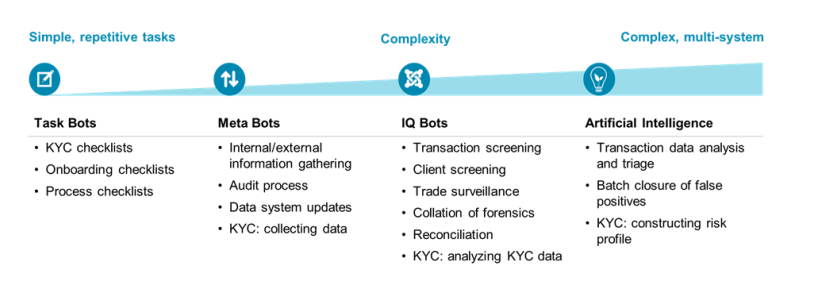 Simple, repetitive tasks
Complexity
Complex, multi-system
Task Bots
• KYC checklists
• Onboarding checklists
• Process checklists
Meta Bots
• Internal/external
information gathering
• Audit process
• Data system updates
• KYC: collecting data
IQ Bots
• Transaction screening
• Client screening
• Trade surveillance
• Collation of forensics
• Reconciliation
• KYC: analyzing KYC data
Artificial Intelligence
• Transaction data analysis
and triage
• Batch closure of false
positives
• KYC: constructing risk
profile